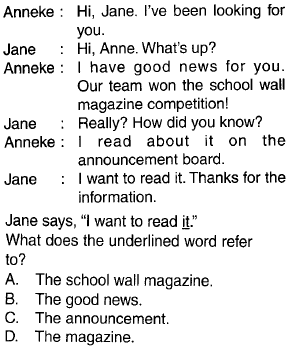 Anneke : Hi, Jane. I've been looking for
you.
Jane : Hi, Anne. What's up?
Anneke : I have good news for you.
Our team won the school wall
magazine competition!
Jane : Really? How did you know?
Anneke : I read about it on the
announcement board.
Jane : I want to read it. Thanks for the
information.
Jane says, “I want to read it.”
What does the underlined word refer
to?
A. The school wall magazine.
B. The good news.
C. The announcement.
D. The magazine.